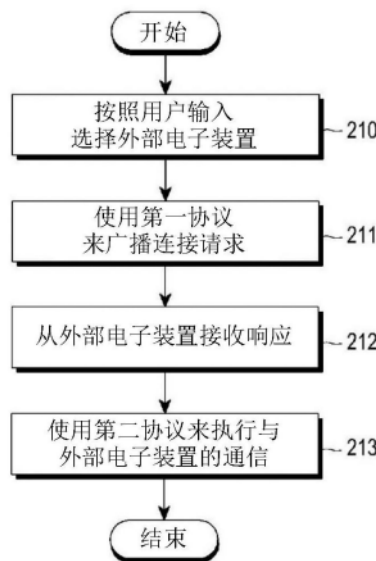 开始
按照用户输入
选择外部电子装置
210
使用第一协议
来广播连接请求
211
从外部电子装置接收响应
212
使用第二协议来执行与
外部电子装置的通信
213
结束